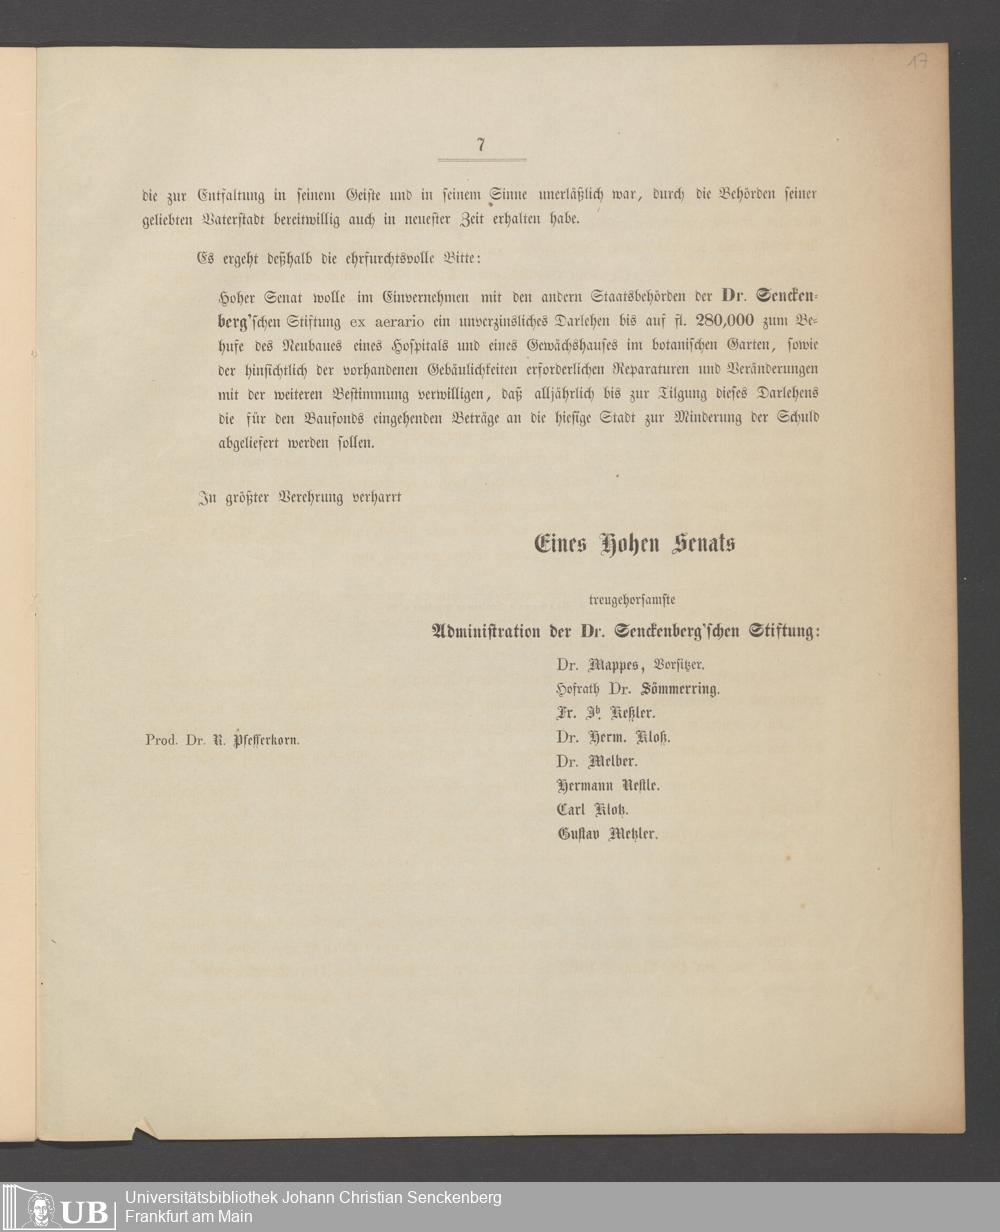 17
7
die zur Entfaltung in seinem Geiste und in seinem Sinne unerläßlich war, durch die Behörden seiner
geliebten Vaterstadt bereitwillig auch in neuester Zeit erhalten habe.
Es ergeht deßhalb die ehrfurchtsvolle Bitte:
Hoher Senat wolle im Einvernehmen mit den andern Staatsbehörden der Dr. Sencken-
berg'schen Stiftung ex aerario ein unverzinsliches Darlehen bis auf fl. 280,000 zum Be-
hufe des Neubaues eines Hospitals und eines Gewächshauses im botanischen Garten, sowie
der hinsichtlich der vorhandenen Gebäulichkeiten erforderlichen Reparaturen und Veränderungen
mit der weiteren Bestimmung verwilligen, daß alljährlich bis zur Tilgung dieses Darlehens
die für den Baufonds eingehenden Beträge an die hiesige Stadt zur Minderung der Schuld
abgeliefert werden sollen.
In größter Verehrung verharrt
Eines Hohen Senats
treugehorsamste
Administration der Dr. Senckenberg'schen Stiftung:
Dr. Mappes, Vorsitzer.
Hofrath Dr. Sömmerring.
Fr. Jb. Keßler.
Dr. Herm. Kloß.
Dr. Melber.
Hermann Nestle.
Carl Klotz.
Gustav Metzler.
Prod. Dr. R. Pfefferkorn.
UB Universitätsbibliothek Johann Christian Senckenberg
Frankfurt am Main